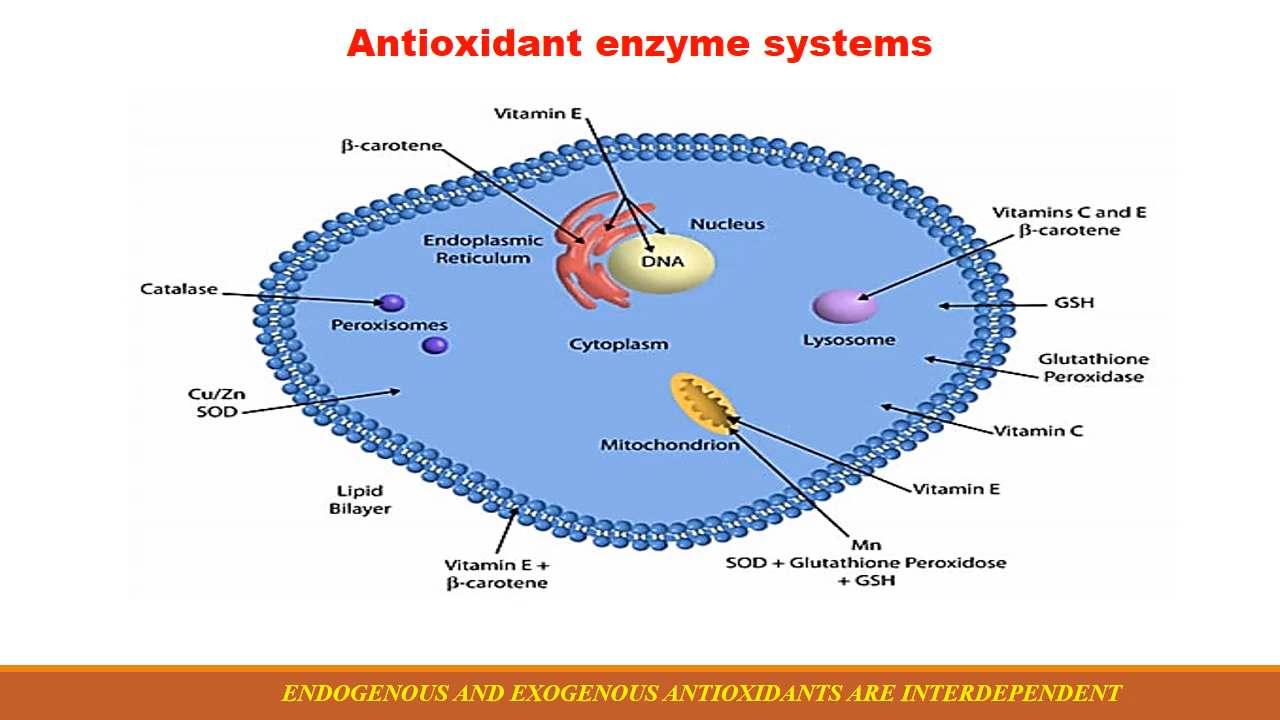 Antioxidant enzyme systems
Vitamin E
β-carotene
Nucleus
Vitamins C and E
β-carotene
Endoplasmic
Reticulum
DNA
Catalase
GSH
Peroxisomes
Cytoplasm
Lysosome
Glutathione
Peroxidase
Cu/Zn
SOD
Vitamin C
Mitochondrion
Vitamin E
Lipid
Bilayer
Mn
SOD + Glutathione Peroxidose
+ GSH
Vitamin E +
β-carotene
ENDOGENOUS AND EXOGENOUS ANTIOXIDANTS ARE INTERDEPENDENT